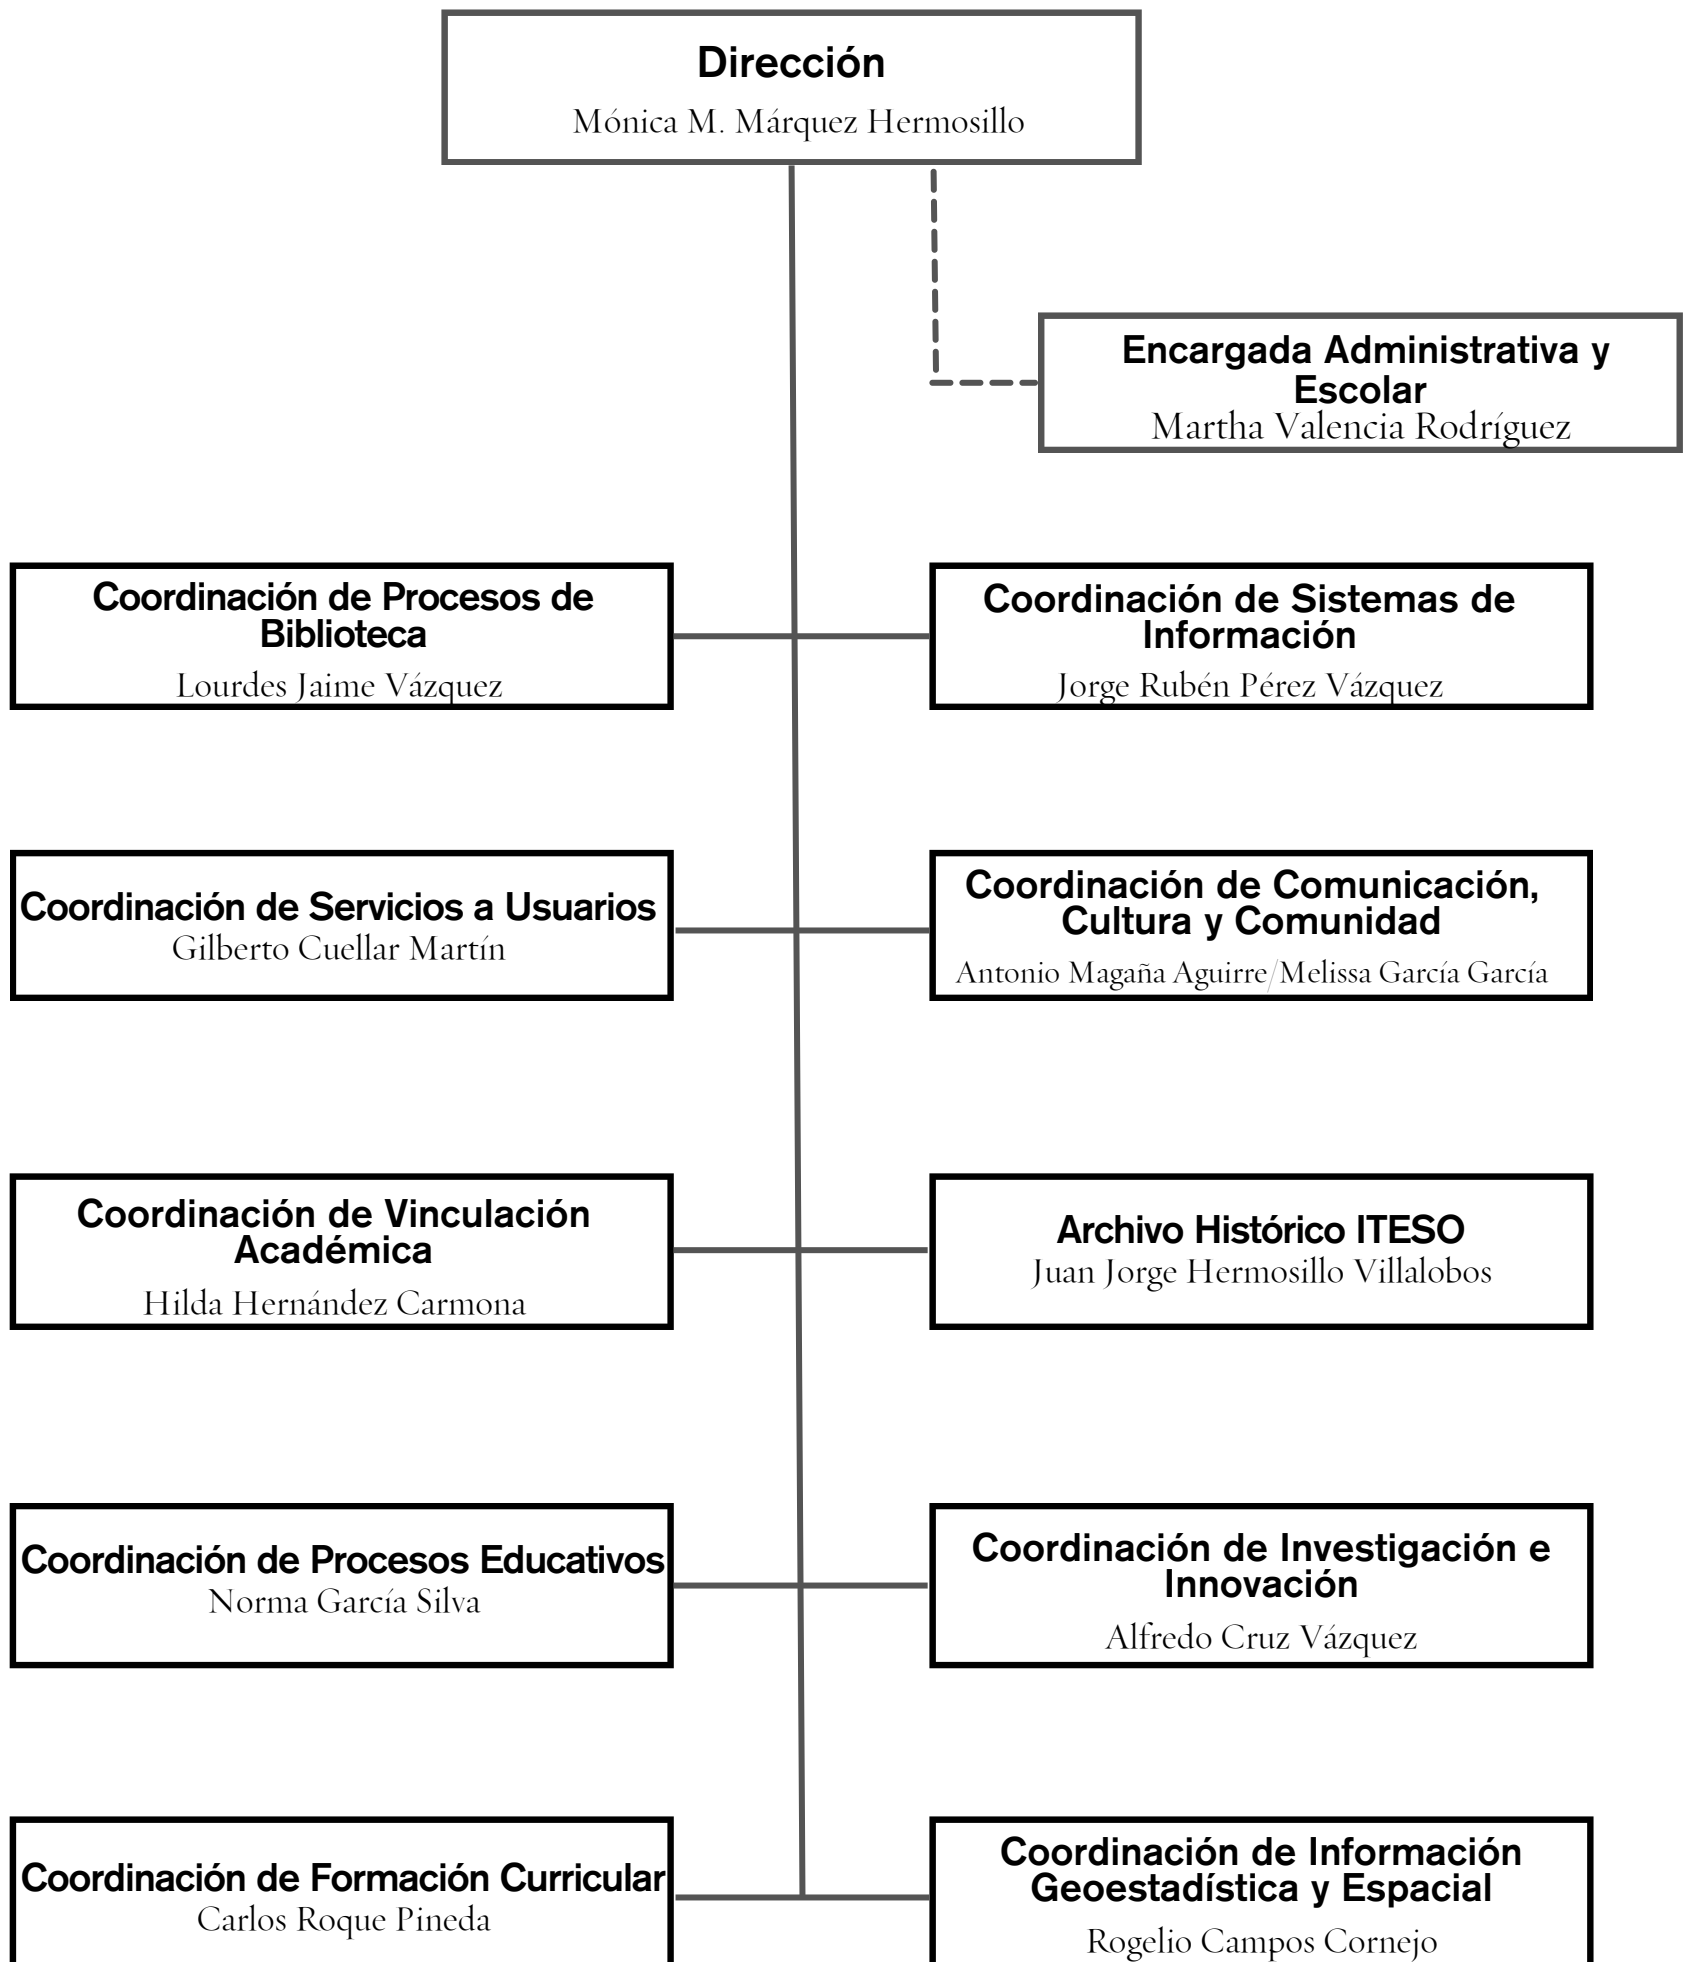 Dirección
Mónica M. Márquez Hermosillo
Encargada Administrativa y
Escolar
Martha Valencia Rodríguez
Coordinación de Procesos de
Biblioteca
Lourdes Jaime Vázquez
Coordinación de Sistemas de
Información
Jorge Rubén Pérez Vázquez
Coordinación de Servicios a Usuarios
Gilberto Cuellar Martín
Coordinación de Comunicación,
Cultura y Comunidad
Antonio Magaña Aguirre/Melissa García García
Coordinación de Vinculación
Académica
Hilda Hernández Carmona
Archivo Histórico ITESO
Juan Jorge Hermosillo Villalobos
Coordinación de Procesos Educativos
Norma García Silva
Coordinación de Investigación e
Innovación
Alfredo Cruz Vázquez
Coordinación de Formación Curricular
Carlos Roque Pineda
Coordinación de Información
Geoestadística y Espacial
Rogelio Campos Cornejo